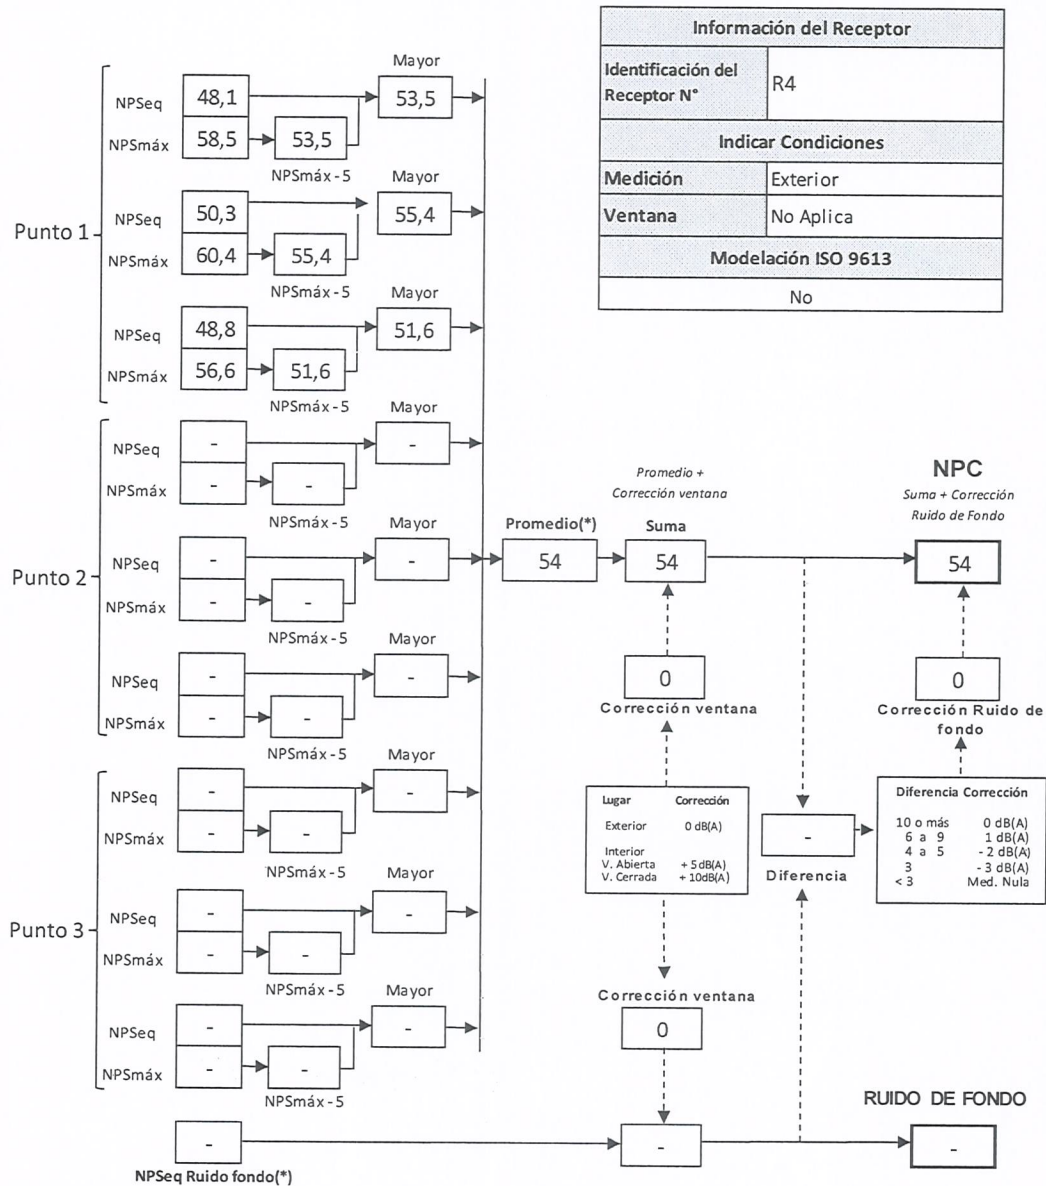 Información del Receptor
Identificación del Receptor N° R4
Indicar Condiciones
Medición Exterior
Ventana No Aplica
Modelación ISO 9613
No
Punto 1
Mayor
NPSeq 48,1 53,5
NPSmáx 58,5 53,5
NPSmáx - 5
Mayor
NPSeq 50,3 55,4
NPSmáx 60,4 55,4
NPSmáx - 5
Mayor
NPSeq 48,8 51,6
NPSmáx 56,6 51,6
NPSmáx - 5
Punto 2
Mayor
NPSeq - -
NPSmáx - -
NPSmáx - 5
Mayor
NPSeq - -
NPSmáx - -
NPSmáx - 5
Mayor
NPSeq - -
NPSmáx - -
NPSmáx - 5
Punto 3
Mayor
NPSeq - -
NPSmáx - -
NPSmáx - 5
Mayor
NPSeq - -
NPSmáx - -
NPSmáx - 5
Mayor
NPSeq - -
NPSmáx - -
NPSmáx - 5
-
NPSeq Ruido fondo(*)
Promedio(*)
54
Promedio +
Corrección ventana
Suma
54
0
Corrección ventana
Lugar Corrección
Exterior 0 dB(A)
Interior
V. Abierta + 5dB(A)
V. Cerrada + 10dB(A)
Corrección ventana
0
-
-
Diferencia
NPC
Suma + Corrección
Ruido de Fondo
54
0
Corrección Ruido de
fondo
Diferencia Corrección
10 o más 0 dB(A)
6 a 9 1 dB(A)
4 a 5 - 2 dB(A)
3 - 3 dB(A)
< 3 Med. Nula
RUIDO DE FONDO
-